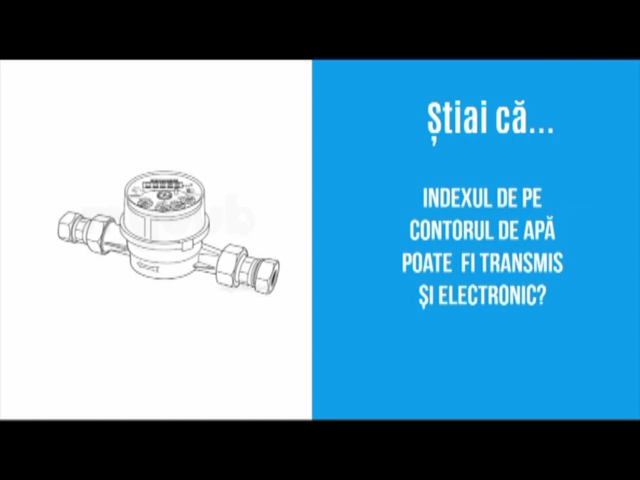 Știai că...
INDEXUL DE PE
CONTORUL DE APĂ
POATE FI TRANSMIS
ȘI ELECTRONIC?